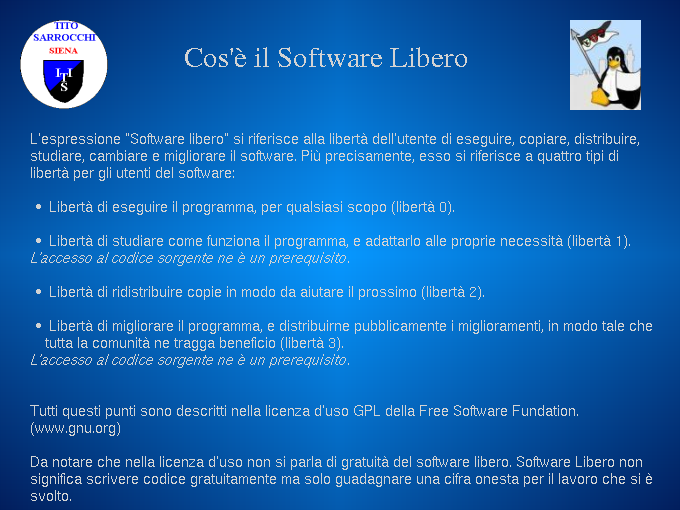 TITO
SARROCCHI
SIENA
I T I
S
Cos'è il Software Libero
L'espressione "Software libero" si riferisce alla libertà dell'utente di eseguire, copiare, distribuire,
studiare, cambiare e migliorare il software. Più precisamente, esso si riferisce a quattro tipi di
libertà per gli utenti del software:
• Libertà di eseguire il programma, per qualsiasi scopo (libertà 0).
• Libertà di studiare come funziona il programma, e adattarlo alle proprie necessità (libertà 1).
L'accesso al codice sorgente ne è un prerequisito.
• Libertà di ridistribuire copie in modo da aiutare il prossimo (libertà 2).
• Libertà di migliorare il programma, e distribuirne pubblicamente i miglioramenti, in modo tale che
tutta la comunità ne tragga beneficio (libertà 3).
L'accesso al codice sorgente ne è un prerequisito.
Tutti questi punti sono descritti nella licenza d'uso GPL della Free Software Fundation.
(www.gnu.org)
Da notare che nella licenza d'uso non si parla di gratuità del software libero. Software Libero non
significa scrivere codice gratuitamente ma solo guadagnare una cifra onesta per il lavoro che si è
svolto.